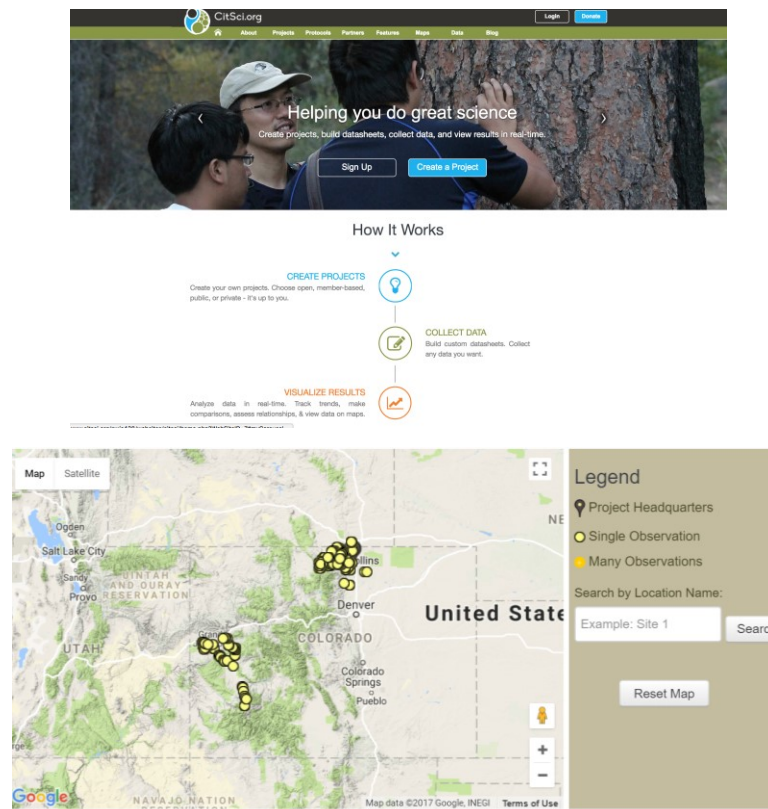 CitSci.org
Login
Donate
About Projects Protocols Partners Features Maps Data Blog
Helping you do great science
Create projects, build datasheets, collect data, and view results in real-time.
Sign Up
Create a Project
How It Works
CREATE PROJECTS
Create your own projects. Choose open, member-based,
public, or private - it's up to you.
COLLECT DATA
Build custom datasheets. Collect
any data you want.
VISUALIZE RESULTS
Analyze data in real-time. Track trends, make
comparisons, assess relationships, & view data on maps.
Map Satellite
Ogden
Salt Lake City
Sandy
Provo
UINTAH
AND OURAY
RESERVATION
UTAH
NE
llins
Denver
United State
COLORADO
Gran
Colorado
Springs
Pueblo
NAVAJO NATION
Google
Map data ©2017 Google, INEGI Terms of Use
Legend
Project Headquarters
Single Observation
Many Observations
Search by Location Name:
Example: Site 1
Searc
Reset Map